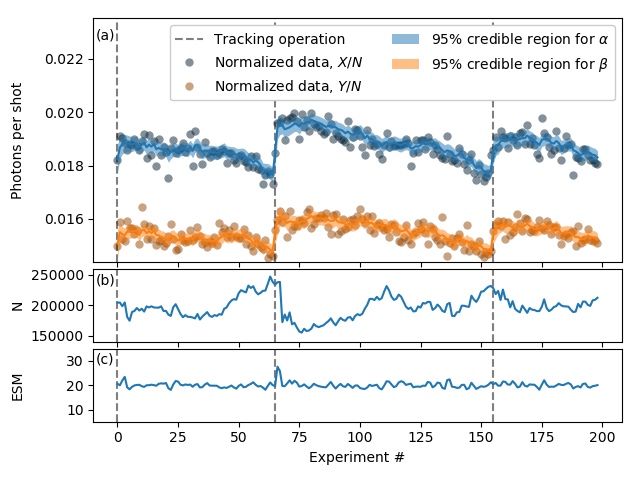 (a)
Tracking operation
Normalized data, X/N
Normalized data, Y/N
95% credible region for α
95% credible region for β
Photons per shot
0.022
0.020
0.018
0.016
(b)
N
250000
200000
150000
(c)
ESM
30
20
10
0 25 50 75 100 125 150 175 200
Experiment #